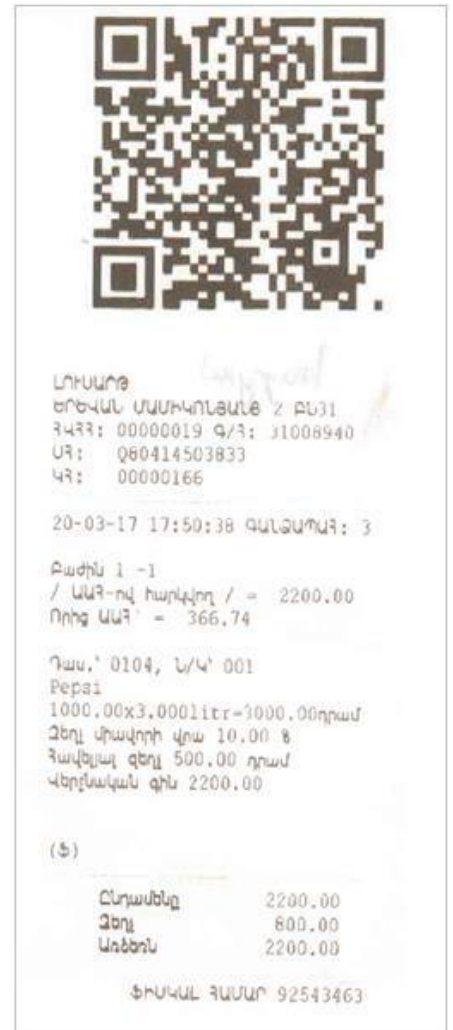 ԼՈՒՍԱՐԹ
ԵՐԵՎԱՆ ՄԱՄԻԿՈՆՅԱՆՑ 2 ԲՆ31
ՀԿՀՀ: 00000019 Գ/Հ: 31008940
ՍՀ: Q80414503833
ԿՀ: 00000166
20-03-17 17:50:38 ԳԱՆՁԱՊԱՀ: 3
Բաժին 1 -1
/ ԱԱՀ-ով հարկվող / = 2200.00
Որից ԱԱՀ՝ = 366.74
Դաս.՝ 0104, Ն/Կ՝ 001
Pepsi
1000.00x3.000litr=3000.00դրամ
Զեղչ միավորի վրա 10.00 %
Հավելյալ զեղչ 500.00 դրամ
Վերջնական գին 2200.00
(Ֆ)
Ընդամենը 2200.00
Զեղչ 800.00
Առձեռն 2200.00
ՖԻՍԿԱԼ ՀԱՄԱՐ 92543463